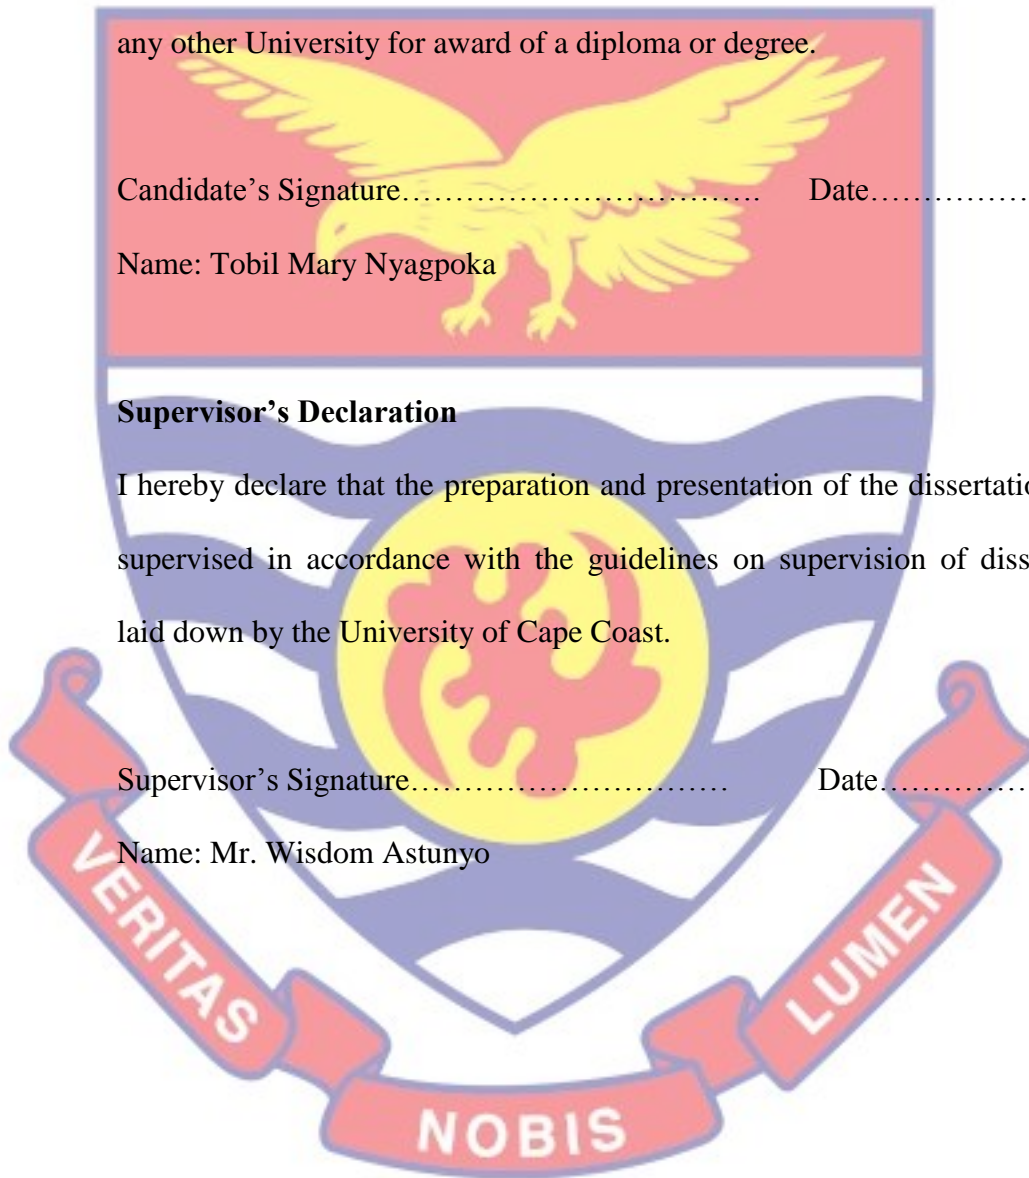 any other University for award of a diploma or degree.
Candidate’s Signature……………………………. Date……………
Name: Tobil Mary Nyagpoka
Supervisor’s Declaration
I hereby declare that the preparation and presentation of the
supervised in accordance with the guidelines on supervision of
laid down by the University of Cape Coast.
Supervisor’s Signature………………………… Date……………
Name: Mr. Wisdom Astunyo
VERITAS
NOBIS
LUMEN